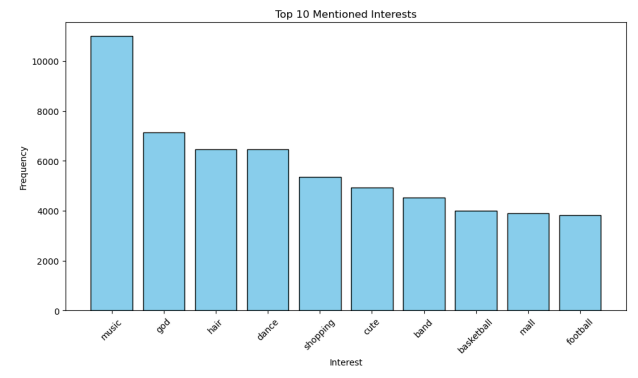 Top 10 Mentioned Interests
Frequency
10000
8000
6000
4000
2000
0
music
god
hair
dance
shopping
cute
band
basketball
mall
football
Interest